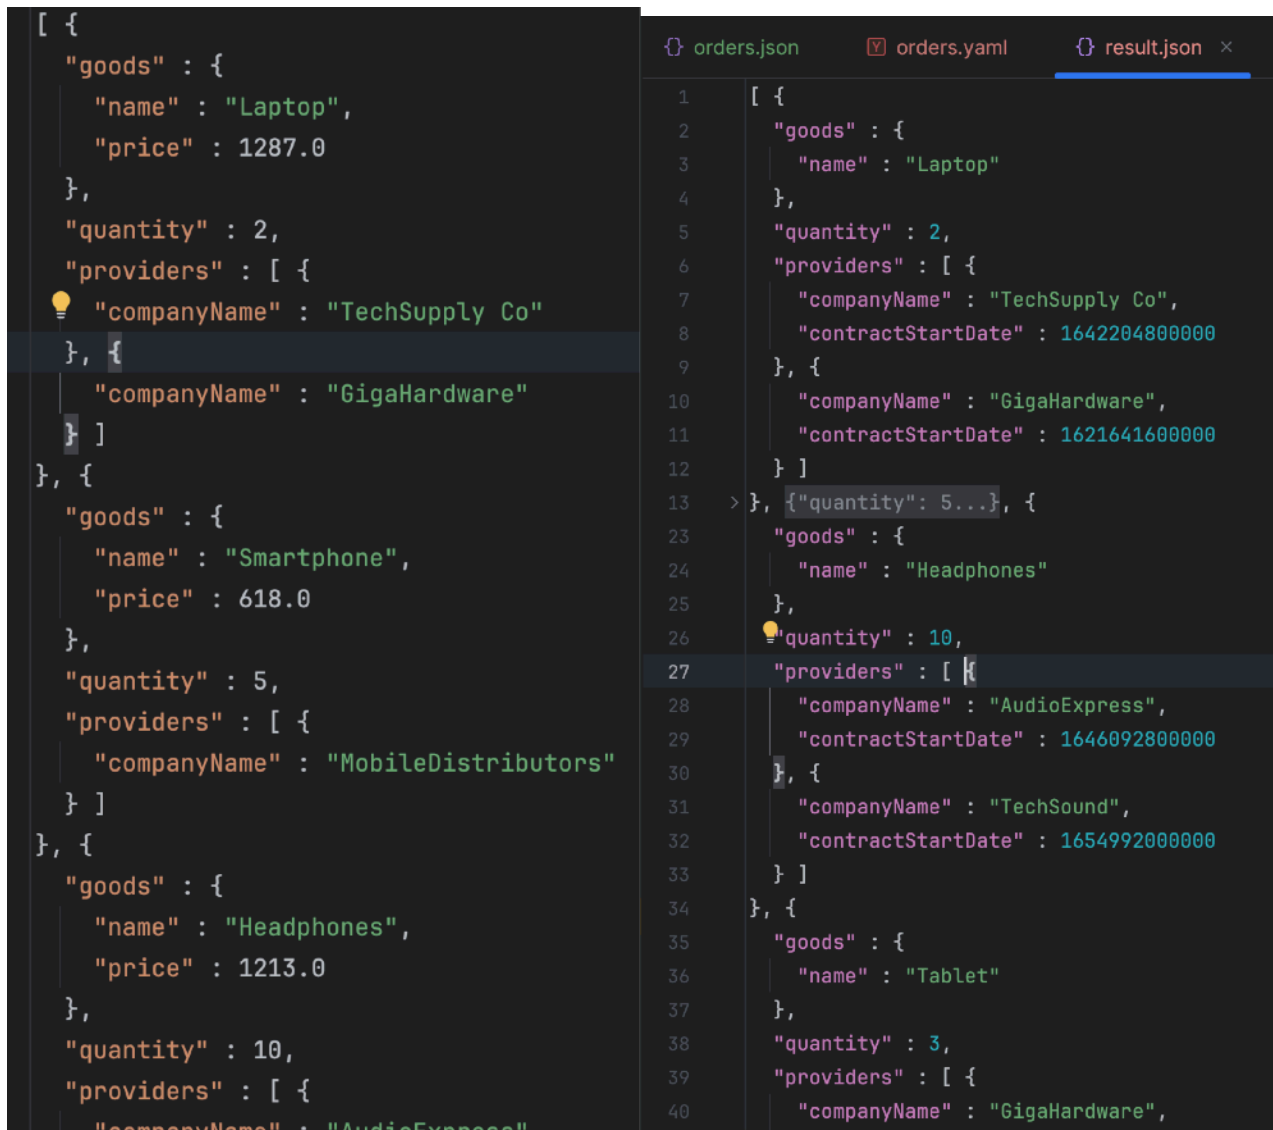 [ {
"goods" : {
"name" : "Laptop",
"price" : 1287.0
},
"quantity" : 2,
"providers" : [ {
"companyName" : "TechSupply Co"
}, {
"companyName" : "GigaHardware"
} ]
}, {
"goods" : {
"name" : "Smartphone",
"price" : 618.0
},
"quantity" : 5,
"providers" : [ {
"companyName" : "MobileDistributors"
} ]
}, {
"goods" : {
"name" : "Headphones",
"price" : 1213.0
},
"quantity" : 10,
"providers" : [ {
"companyName" : "AudioExpress"
{} orders.json Y orders.yaml {} result.json ×
1 [ {
2 "goods" : {
3 "name" : "Laptop"
4 },
5 "quantity" : 2,
6 "providers" : [ {
7 "companyName" : "TechSupply Co",
8 "contractStartDate" : 1642204800000
9 }, {
10 "companyName" : "GigaHardware",
11 "contractStartDate" : 1621641600000
12 } ]
13 > }, {"quantity": 5...}, {
23 "goods" : {
24 "name" : "Headphones"
25 },
26 "quantity" : 10,
27 "providers" : [ {
28 "companyName" : "AudioExpress",
29 "contractStartDate" : 1646092800000
30 }, {
31 "companyName" : "TechSound",
32 "contractStartDate" : 1654992000000
33 } ]
34 }, {
35 "goods" : {
36 "name" : "Tablet"
37 },
38 "quantity" : 3,
39 "providers" : [ {
40 "companyName" : "GigaHardware",